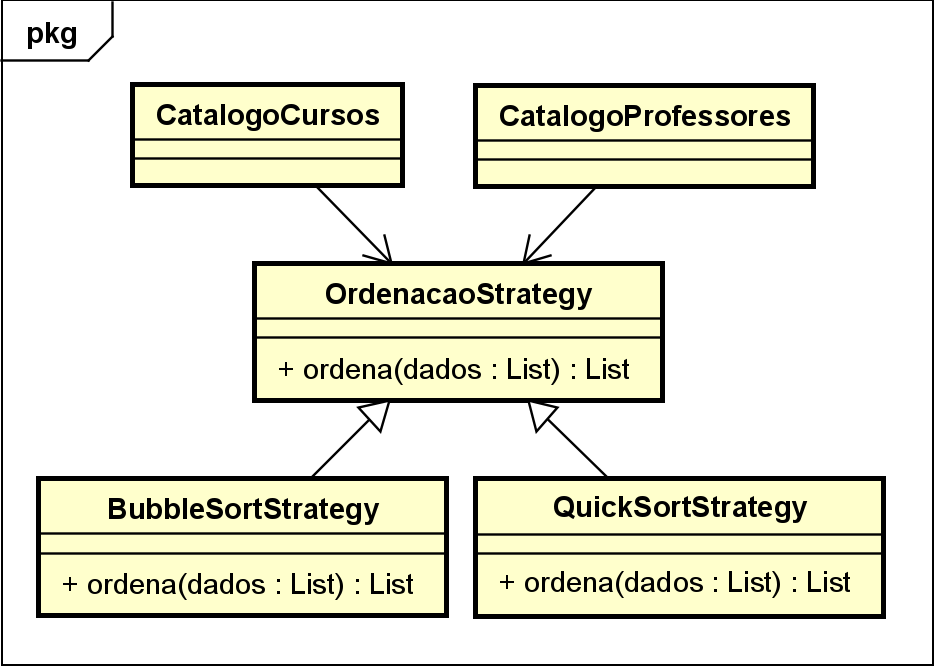 pkg
CatalogoCursos
CatalogoProfessores
OrdenacaoStrategy
+ ordena(dados : List) : List
BubbleSortStrategy
+ ordena(dados : List) : List
QuickSortStrategy
+ ordena(dados : List) : List